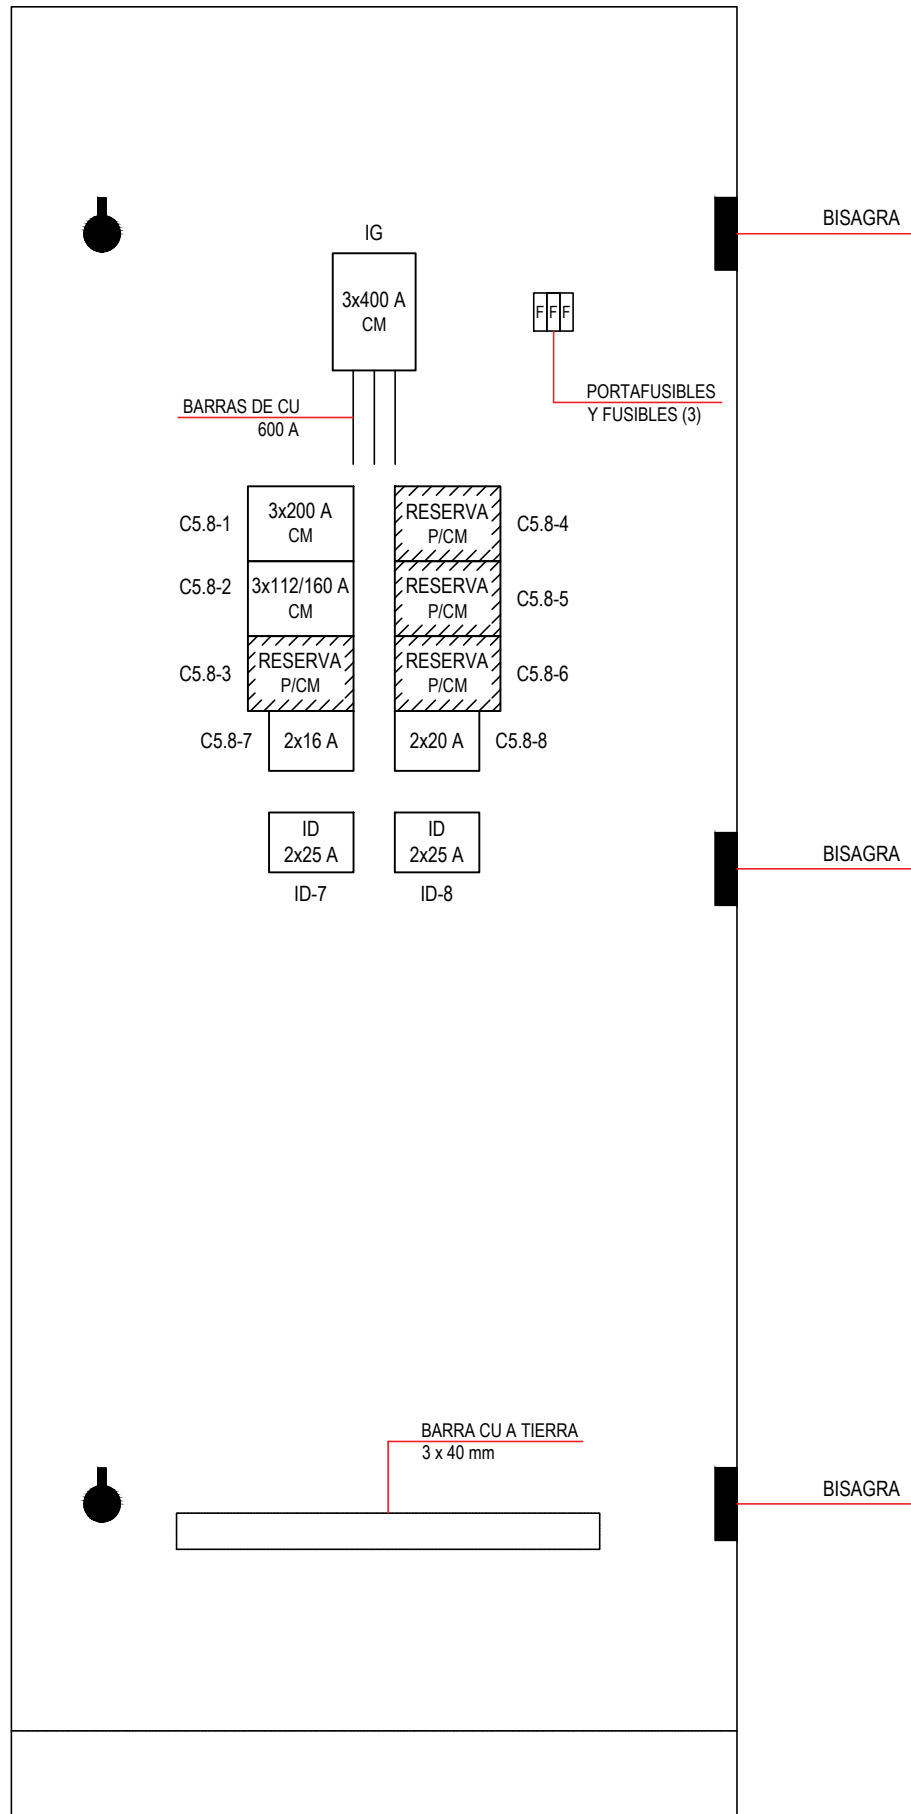 BISAGRA
IG
3x400 A
CM
F F F
PORTAFUSIBLES
Y FUSIBLES (3)
BARRAS DE CU
600 A
C5.8-1
3x200 A
CM
RESERVA
P/CM
C5.8-4
C5.8-2
3x112/160 A
CM
RESERVA
P/CM
C5.8-5
C5.8-3
RESERVA
P/CM
RESERVA
P/CM
C5.8-6
C5.8-7
2x16 A
2x20 A
C5.8-8
ID
2x25 A
ID
2x25 A
ID-7
ID-8
BISAGRA
BARRA CU A TIERRA
3 x 40 mm
BISAGRA